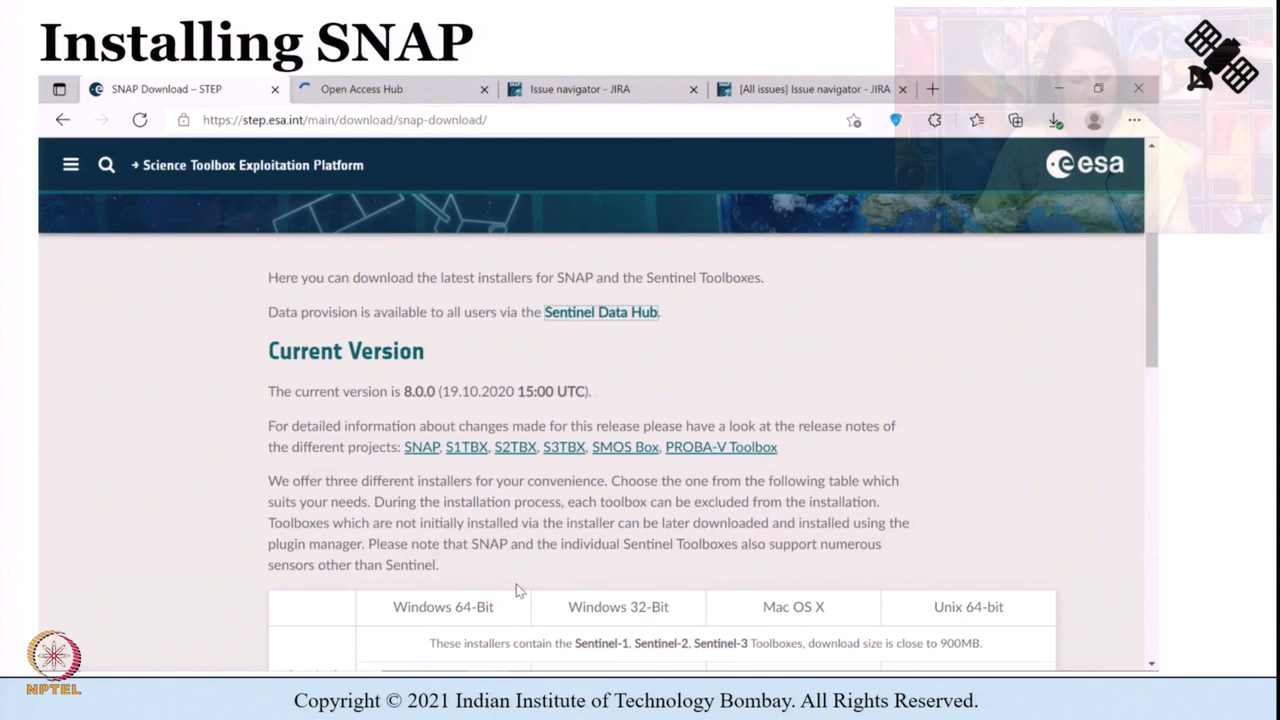 Installing SNAP
SNAP Download – STEP
Open Access Hub
Issue navigator - JIRA
[All issues] Issue navigator - JIRA
https://step.esa.int/main/download/snap-download/
Science Toolbox Exploitation Platform
esa
Here you can download the latest installers for SNAP and the Sentinel Toolboxes.
Data provision is available to all users via the Sentinel Data Hub.
Current Version
The current version is 8.0.0 (19.10.2020 15:00 UTC).
For detailed information about changes made for this release please have a look at the release notes of
the different projects: SNAP, S1TBX, S2TBX, S3TBX, SMOS Box, PROBA-V Toolbox
We offer three different installers for your convenience. Choose the one from the following table which
suits your needs. During the installation process, each toolbox can be excluded from the installation.
Toolboxes which are not initially installed via the installer can be later downloaded and installed using the
plugin manager. Please note that SNAP and the individual Sentinel Toolboxes also support numerous
sensors other than Sentinel.
Windows 64-Bit
Windows 32-Bit
Mac OS X
Unix 64-bit
These installers contain the Sentinel-1, Sentinel-2, Sentinel-3 Toolboxes, download size is close to 900MB.
NPTEL
Copyright © 2021 Indian Institute of Technology Bombay. All Rights Reserved.